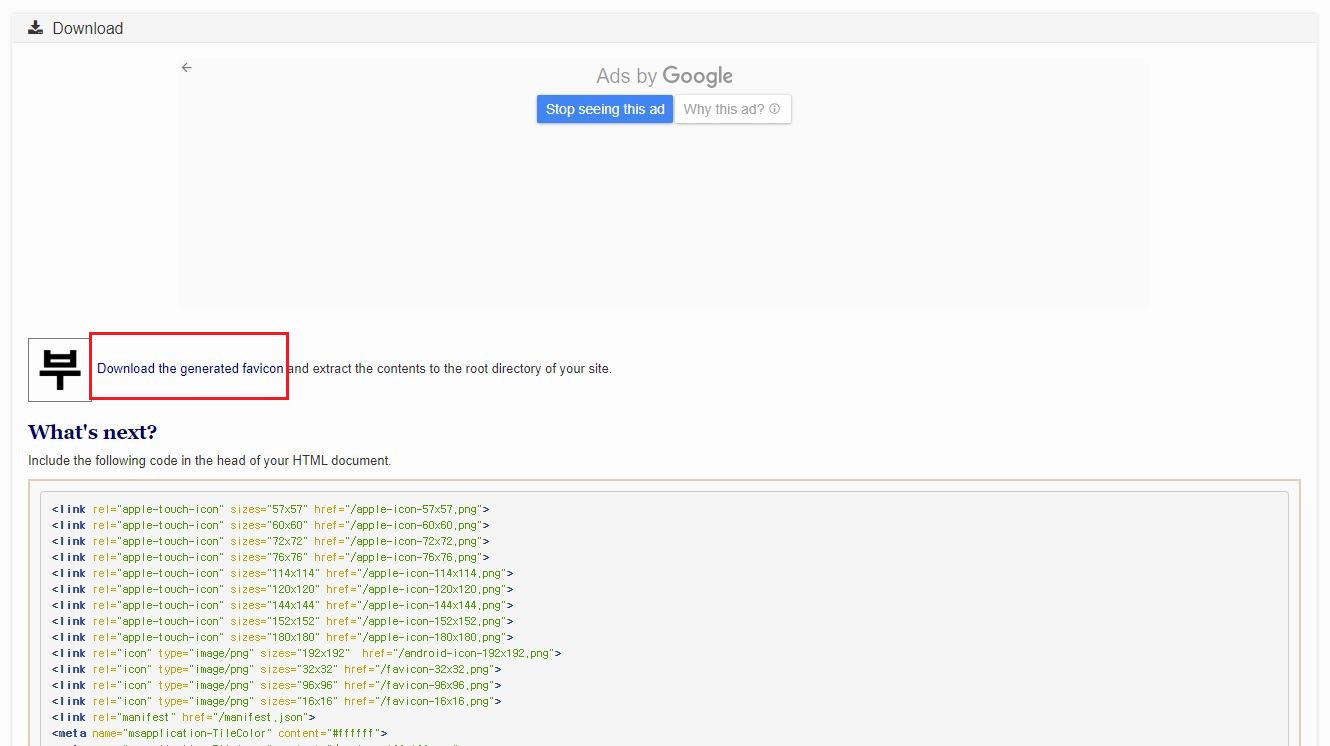 Download
Ads by Google
Stop seeing this ad
Why this ad?
부
Download the generated favicon and extract the contents to the root directory of your site.
What's next?
Include the following code in the head of your HTML document.
<link rel="apple-touch-icon" sizes="57x57" href="/apple-icon-57x57.png">
<link rel="apple-touch-icon" sizes="60x60" href="/apple-icon-60x60.png">
<link rel="apple-touch-icon" sizes="72x72" href="/apple-icon-72x72.png">
<link rel="apple-touch-icon" sizes="76x76" href="/apple-icon-76x76.png">
<link rel="apple-touch-icon" sizes="114x114" href="/apple-icon-114x114.png">
<link rel="apple-touch-icon" sizes="120x120" href="/apple-icon-120x120.png">
<link rel="apple-touch-icon" sizes="144x144" href="/apple-icon-144x144.png">
<link rel="apple-touch-icon" sizes="152x152" href="/apple-icon-152x152.png">
<link rel="apple-touch-icon" sizes="180x180" href="/apple-icon-180x180.png">
<link rel="icon" type="image/png" sizes="192x192"  href="/android-icon-192x192.png">
<link rel="icon" type="image/png" sizes="32x32" href="/favicon-32x32.png">
<link rel="icon" type="image/png" sizes="96x96" href="/favicon-96x96.png">
<link rel="icon" type="image/png" sizes="16x16" href="/favicon-16x16.png">
<link rel="manifest" href="/manifest.json">
<meta name="msapplication-TileColor" content="#ffffff">